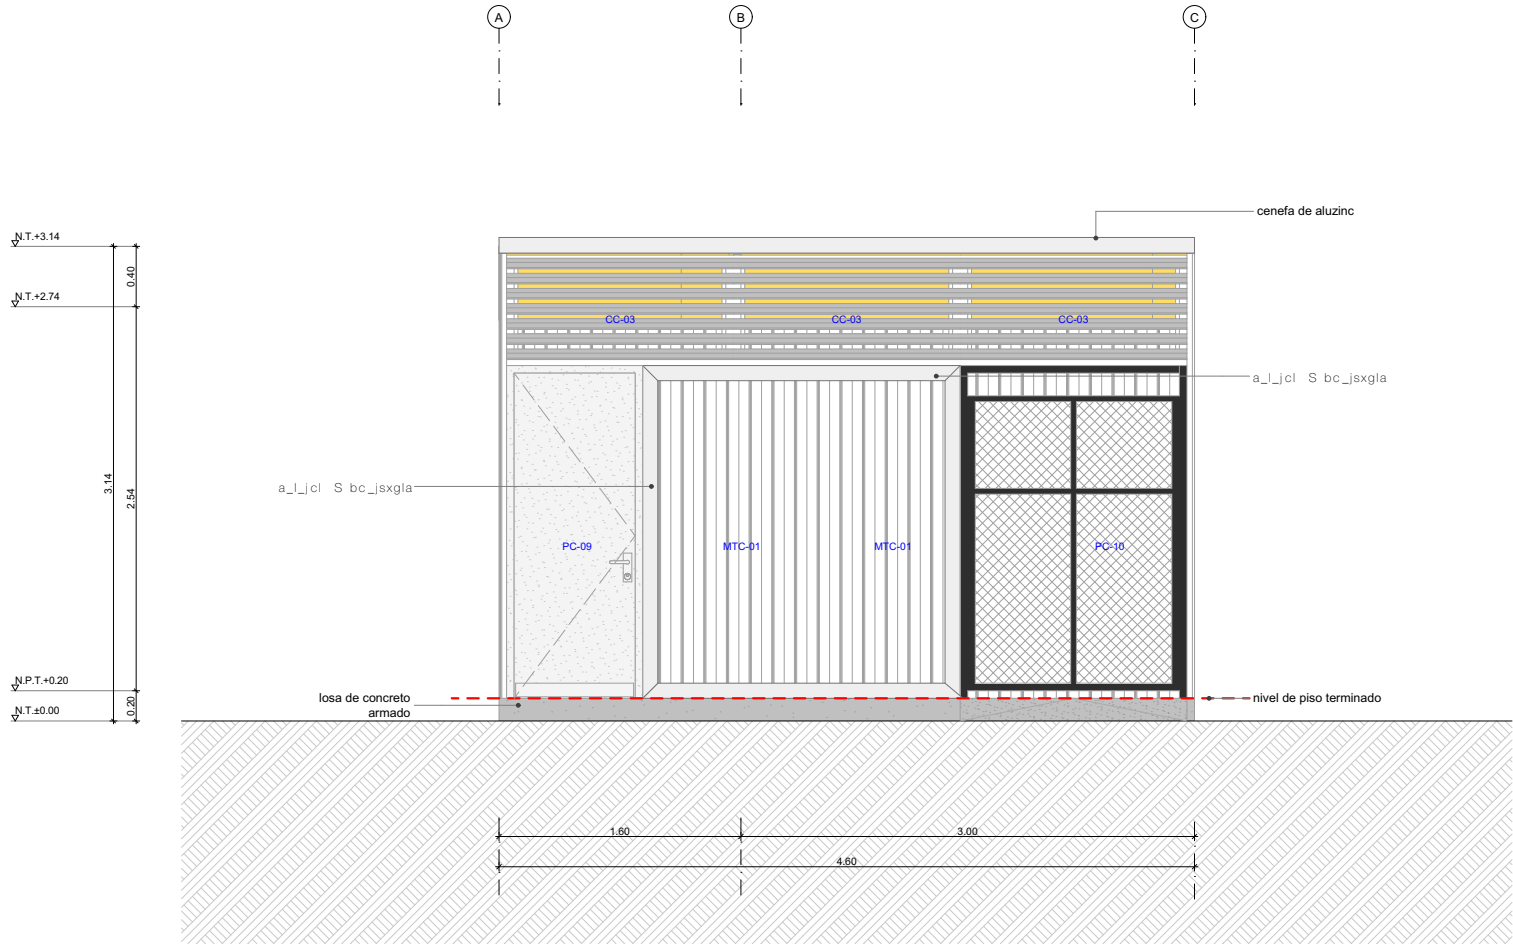 A
B
C
cenefa de aluzinc
N.T.+3.14
0.40
N.T.+2.74
CC-03
CC-03
CC-03
a_l_jcl S bc_jsxgla
3.14
2.54
a_l_jcl S bc_jsxgla
PC-09
MTC-01
MTC-01
PC-10
N.P.T.+0.20
losa de concreto
armado
nivel de piso terminado
0.20
N.T.±0.00
1.60
3.00
4.60